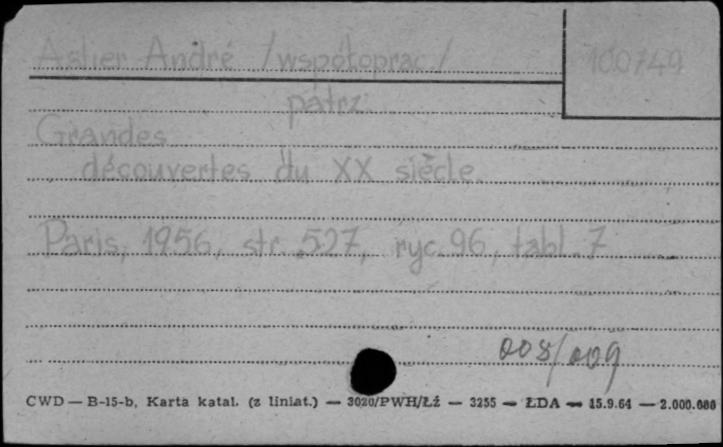 Astier André /współoprac./ 100749
patrz:
Grandes
découvertes du XX siècle.
Paris, 1956, str. 527, ryc. 96, tabl. 7
008/009
CWD — B-15-b, Karta katal. (z liniat.) — 3020/PWH/Łź — 3255 — ŁDA — 15.9.64 — 2.000.000